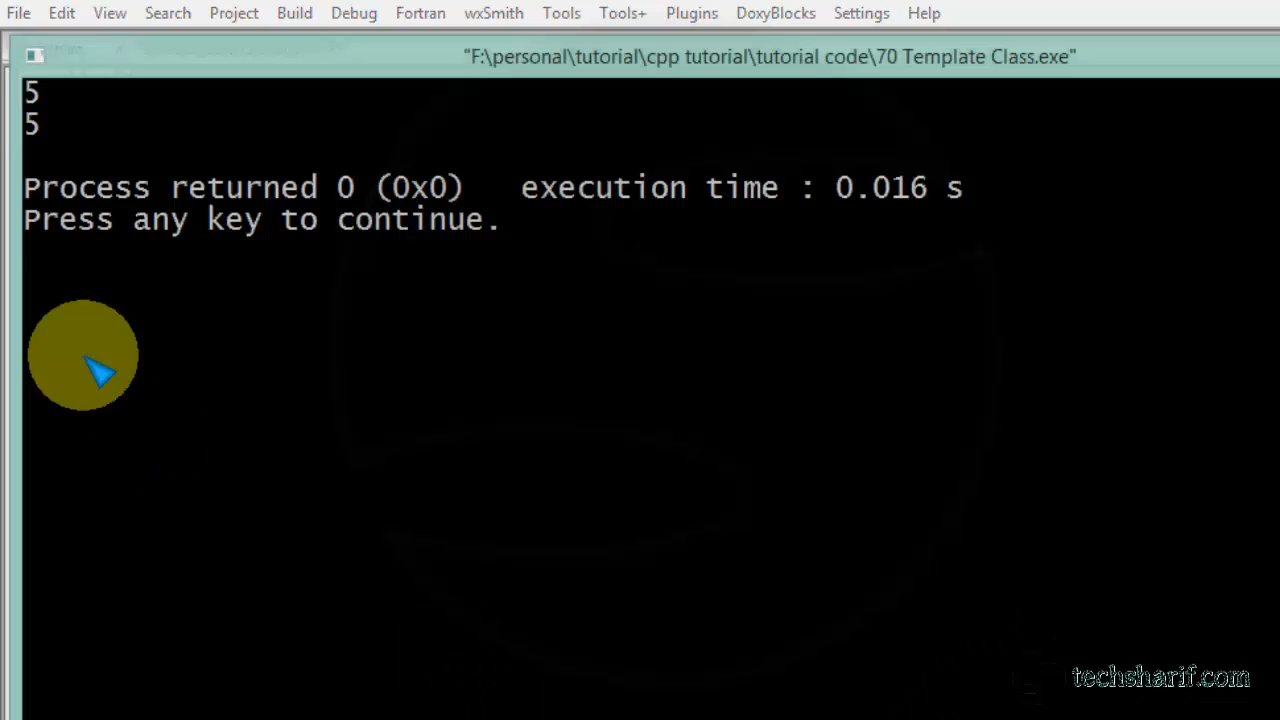 File Edit View Search Project Build Debug Fortran wxSmith Tools Tools+ Plugins DoxyBlocks Settings Help
"F:\personal\tutorial\cpp tutorial\tutorial code\70 Template Class.exe"
5
5
Process returned 0 (0x0)   execution time : 0.016 s
Press any key to continue.
techsharif.com